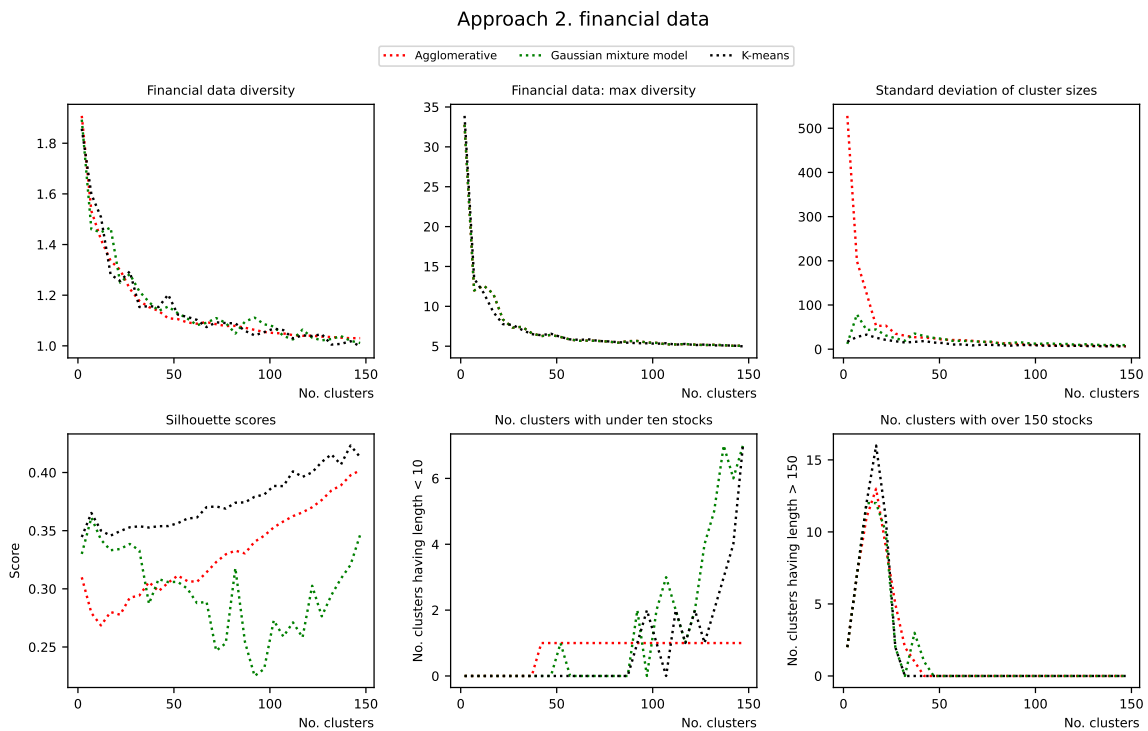 Approach 2. financial data
Agglomerative
Gaussian mixture model
K-means
Financial data diversity
1.8
1.6
1.4
1.2
1.0
0
50
100
150
No. clusters
Financial data: max diversity
35
30
25
20
15
10
5
0
50
100
150
No. clusters
Standard deviation of cluster sizes
500
400
300
200
100
0
0
50
100
150
No. clusters
Silhouette scores
Score
0.40
0.35
0.30
0.25
0
50
100
150
No. clusters
No. clusters with under ten stocks
No. clusters having length < 10
6
4
2
0
0
50
100
150
No. clusters
No. clusters with over 150 stocks
No. clusters having length > 150
15
10
5
0
0
50
100
150
No. clusters